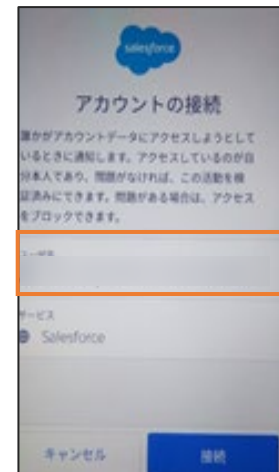 salesforce
アカウントの接続
誰かがアカウントデータにアクセスしようとして
いるときに通知します。アクセスしているのが自
分本人であり、問題がなければ、この活動を検
証済みにできます。問題がある場合は、アクセス
をブロックできます。
ユーザ名
サービス
Salesforce
キャンセル
接続